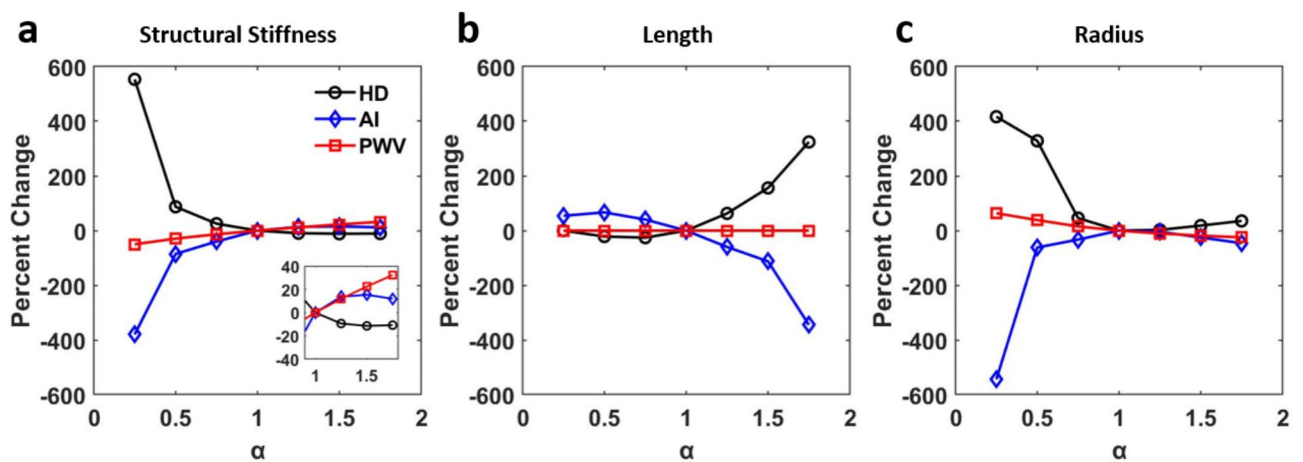 a Structural Stiffness
b Length
c Radius
600
400
200
0
-200
-400
-600
Percent Change
HD
AI
PWV
40
20
0
-20
-40
1 1.5
0 0.5 1 1.5 2
α
600
400
200
0
-200
-400
-600
Percent Change
0 0.5 1 1.5 2
α
600
400
200
0
-200
-400
-600
Percent Change
0 0.5 1 1.5 2
α